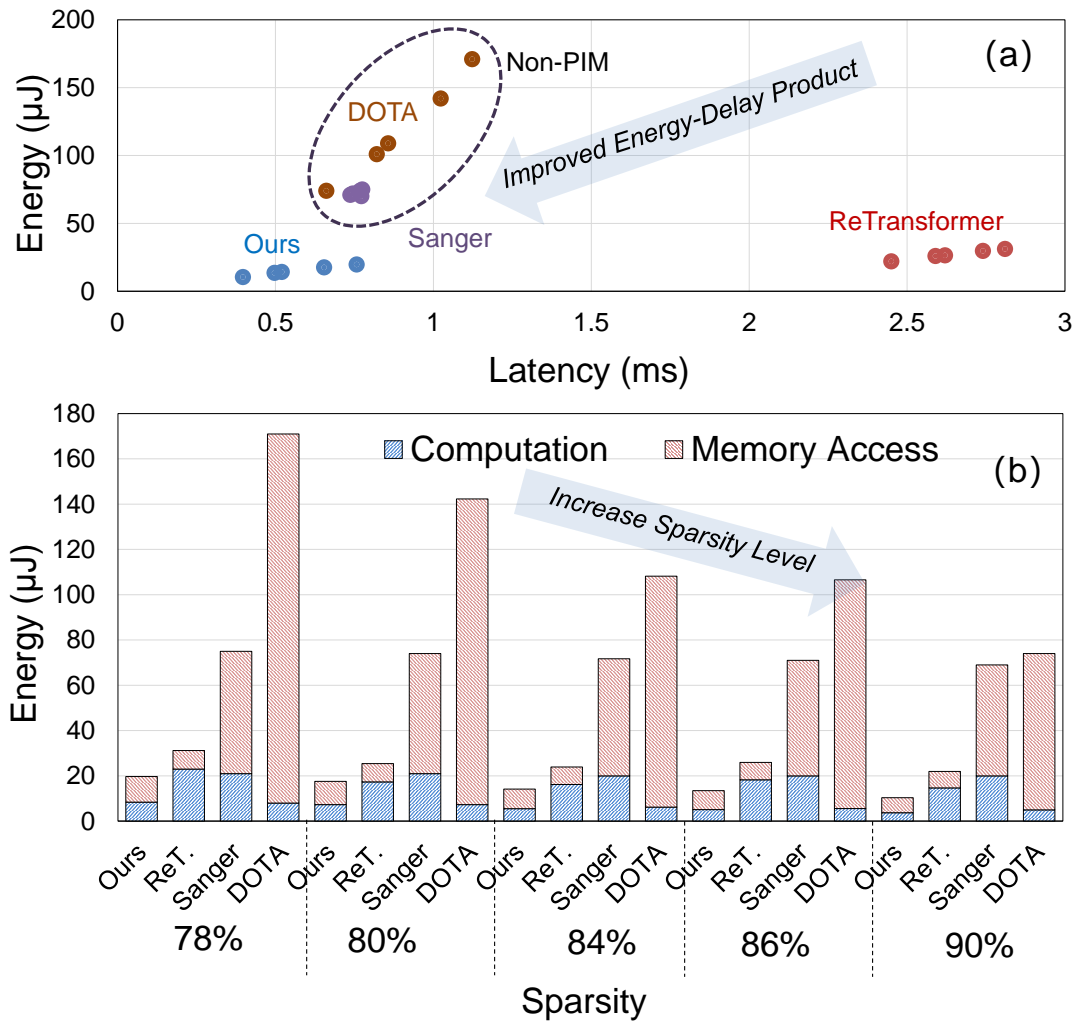 200
150
100
50
0
Energy (μJ)
(a)
Non-PIM
DOTA
Improved Energy-Delay Product
Sanger
Ours
ReTransformer
0 0.5 1 1.5 2 2.5 3
Latency (ms)
180
160
140
120
100
80
60
40
20
0
Energy (μJ)
Computation Memory Access
(b)
Increase Sparsity Level
Ours ReT. Sanger DOTA Ours ReT. Sanger DOTA Ours ReT. Sanger DOTA Ours ReT. Sanger DOTA Ours ReT. Sanger DOTA
78% 80% 84% 86% 90%
Sparsity